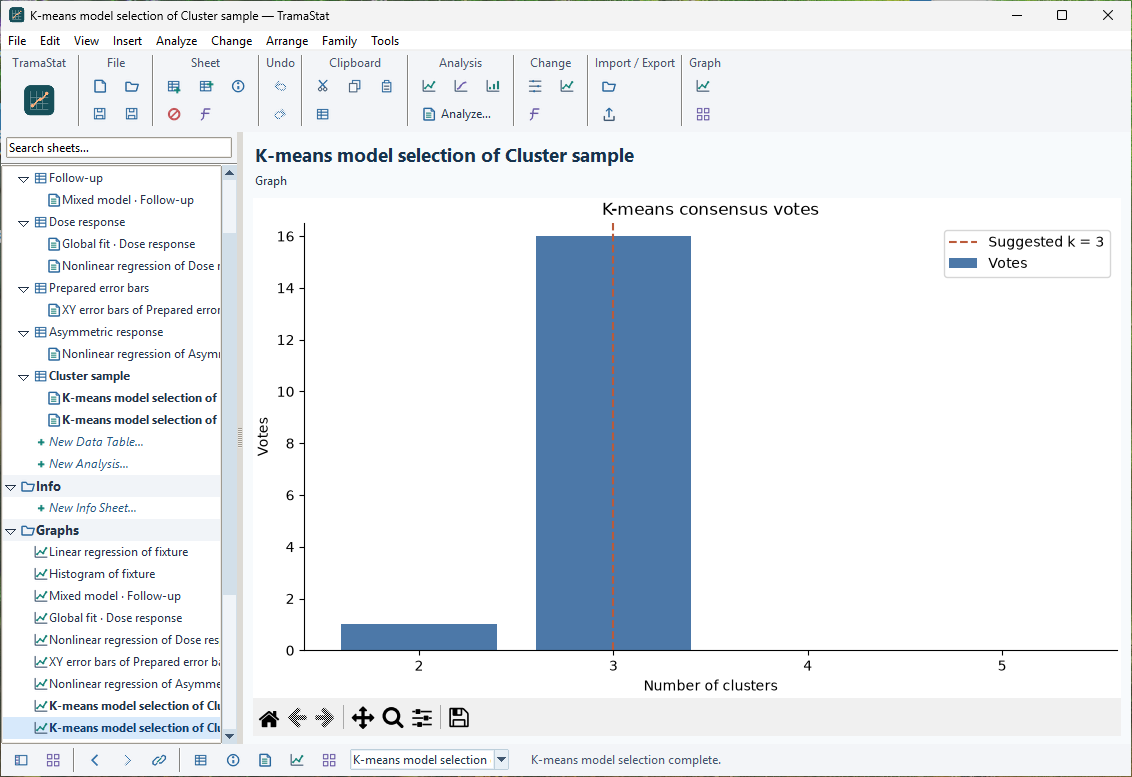 K-means model selection of Cluster sample — TramaStat
File Edit View Insert Analyze Change Arrange Family Tools
TramaStat File Sheet Undo Clipboard Analysis Change Import / Export Graph
Analyze...
Search sheets...
Follow-up
Mixed model · Follow-up
Dose response
Global fit · Dose response
Nonlinear regression of Dose r
Prepared error bars
XY error bars of Prepared error
Asymmetric response
Nonlinear regression of Asym
Cluster sample
K-means model selection of
K-means model selection of
+ New Data Table...
+ New Analysis...
Info
+ New Info Sheet...
Graphs
Linear regression of fixture
Histogram of fixture
Mixed model · Follow-up
Global fit · Dose response
Nonlinear regression of Dose res
XY error bars of Prepared error ba
Nonlinear regression of Asymme
K-means model selection of Clu
K-means model selection of Clu
K-means model selection of Cluster sample
Graph
K-means consensus votes
Suggested k = 3
Votes
16
14
12
10
8
6
4
2
0
Votes
2 3 4 5
Number of clusters
K-means model selection
K-means model selection complete.